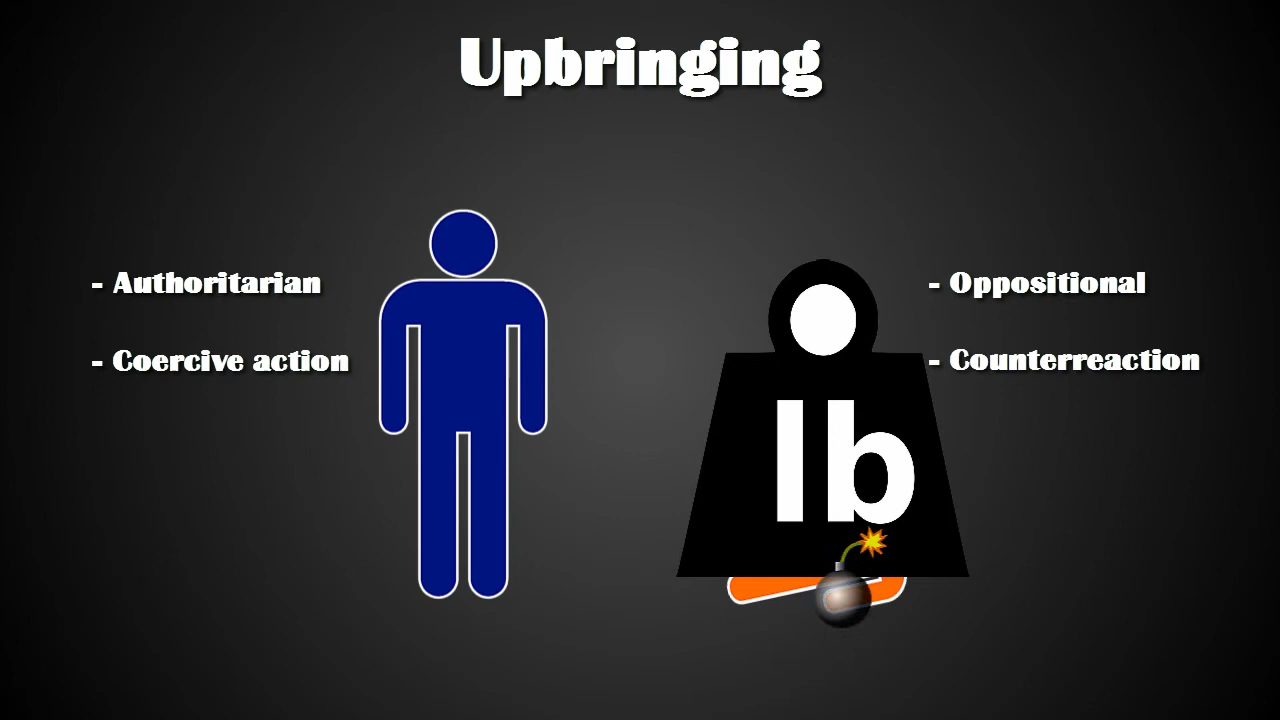 Upbringing
- Authoritarian
- Coercive action
- Oppositional
- Counterreaction
lb